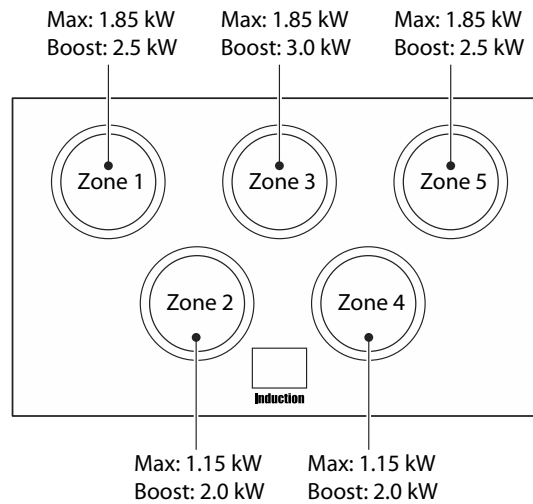 Max: 1.85 kW
Boost: 2.5 kW
Max: 1.85 kW
Boost: 3.0 kW
Max: 1.85 kW
Boost: 2.5 kW
Zone 1
Zone 3
Zone 5
Zone 2
Zone 4
Induction
Max: 1.15 kW
Boost: 2.0 kW
Max: 1.15 kW
Boost: 2.0 kW